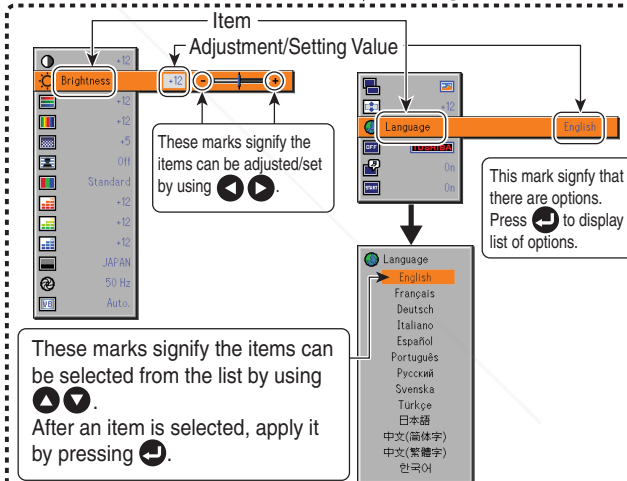 Item
Adjustment/Setting Value
+12
Brightness
+12
-
+
+12
+12
+5
Off
Standard
+12
+12
+12
JAPAN
50 Hz
Auto.
These marks signify the
items can be adjusted/set
by using ◀ ▶.
+12
Language
English
OFF
TOSHIBA
On
START
On
This mark signfy that
there are options.
Press ↵ to display
list of options.
Language
English
Français
Deutsch
Italiano
Español
Português
Русский
Svenska
Türkçe
日本語
中文(简体字)
中文(繁體字)
한국어
These marks signify the items can
be selected from the list by using
▲ ▼.
After an item is selected, apply it
by pressing ↵.